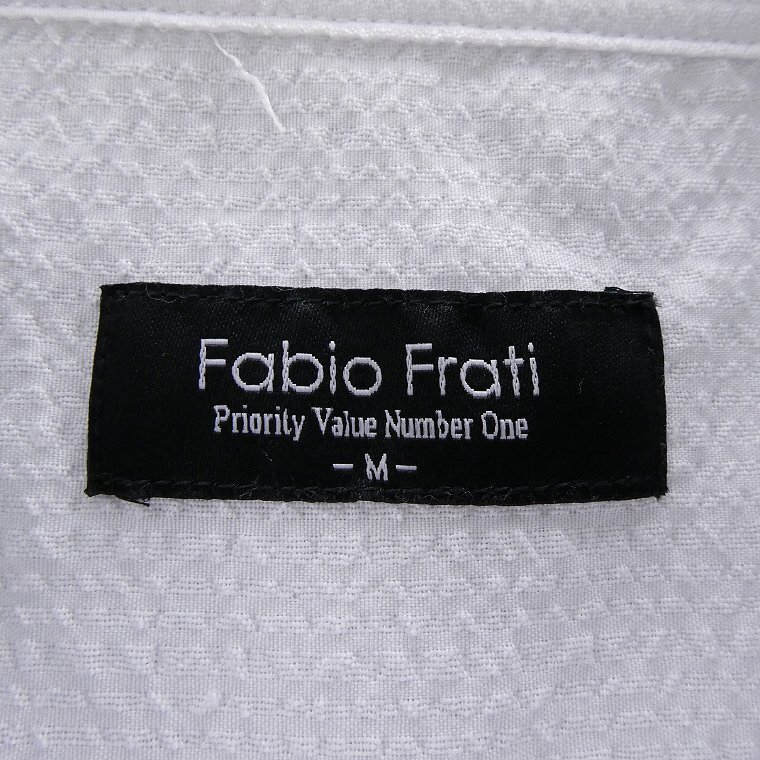 Fabio Frati
Priority Value Number One
- M -